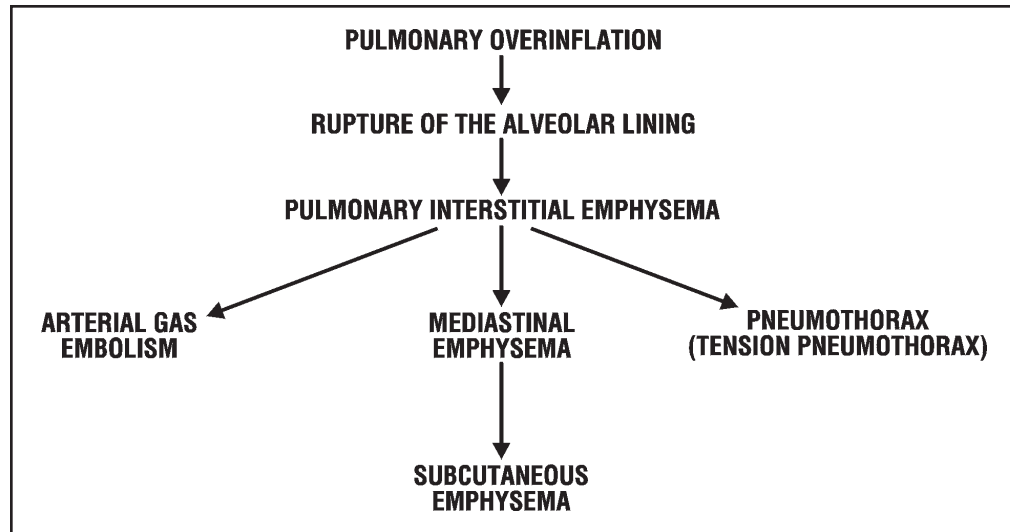 PULMONARY OVERINFLATION
RUPTURE OF THE ALVEOLAR LINING
PULMONARY INTERSTITIAL EMPHYSEMA
ARTERIAL GAS
EMBOLISM
MEDIASTINAL
EMPHYSEMA
PNEUMOTHORAX
(TENSION PNEUMOTHORAX)
SUBCUTANEOUS
EMPHYSEMA